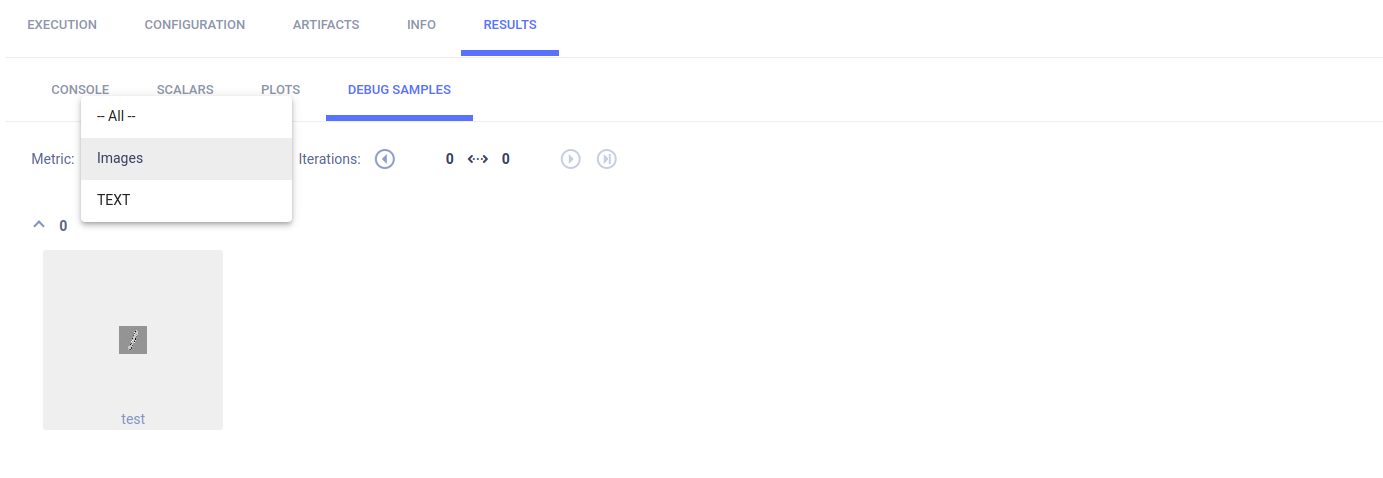 EXECUTION CONFIGURATION ARTIFACTS INFO RESULTS
CONSOLE SCALARS PLOTS DEBUG SAMPLES
-- All --
Metric: Images Iterations: 0 0
TEXT
0
test